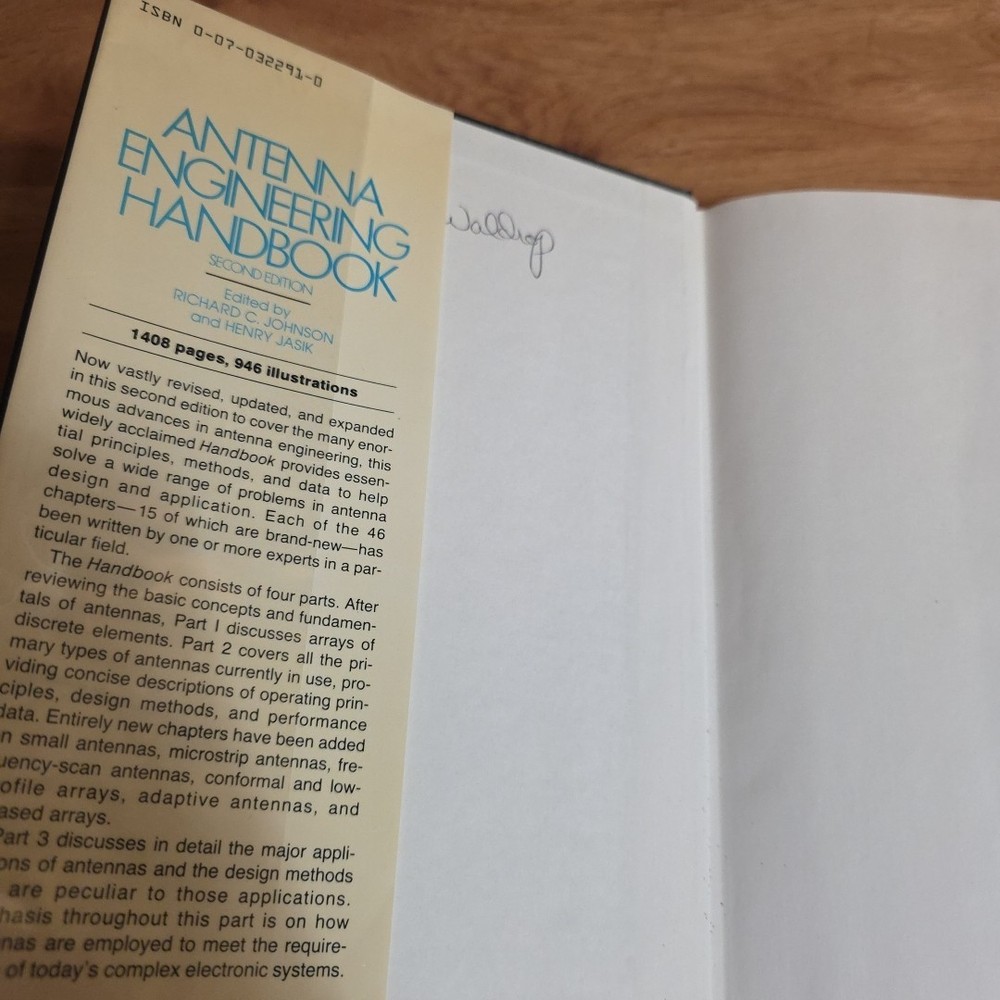 ISBN 0-07-032291-0
ANTENNA
ENGINEERING
HANDBOOK
SECOND EDITION
Edited by
RICHARD C. JOHNSON
and HENRY JASIK
1408 pages, 946 illustrations
Now vastly revised, updated, and expanded
in this second edition to cover the many enor-
mous advances in antenna engineering, this
widely acclaimed Handbook provides essen-
tial principles, methods, and data to help
solve a wide range of problems in antenna
design and application. Each of the 46
chapters—15 of which are brand-new—has
been written by one or more experts in a par-
ticular field.
The Handbook consists of four parts. After
reviewing the basic concepts and fundamen-
tals of antennas, Part I discusses arrays of
discrete elements. Part 2 covers all the pri-
mary types of antennas currently in use, pro-
viding concise descriptions of operating prin-
ciples, design methods, and performance
data. Entirely new chapters have been added
n small antennas, microstrip antennas, fre-
uency-scan antennas, conformal and low-
ofile arrays, adaptive antennas, and
ased arrays.
Part 3 discusses in detail the major appli-
ons of antennas and the design methods
are peculiar to those applications.
hasis throughout this part is on how
nas are employed to meet the require-
of today's complex electronic systems.
Waldrop